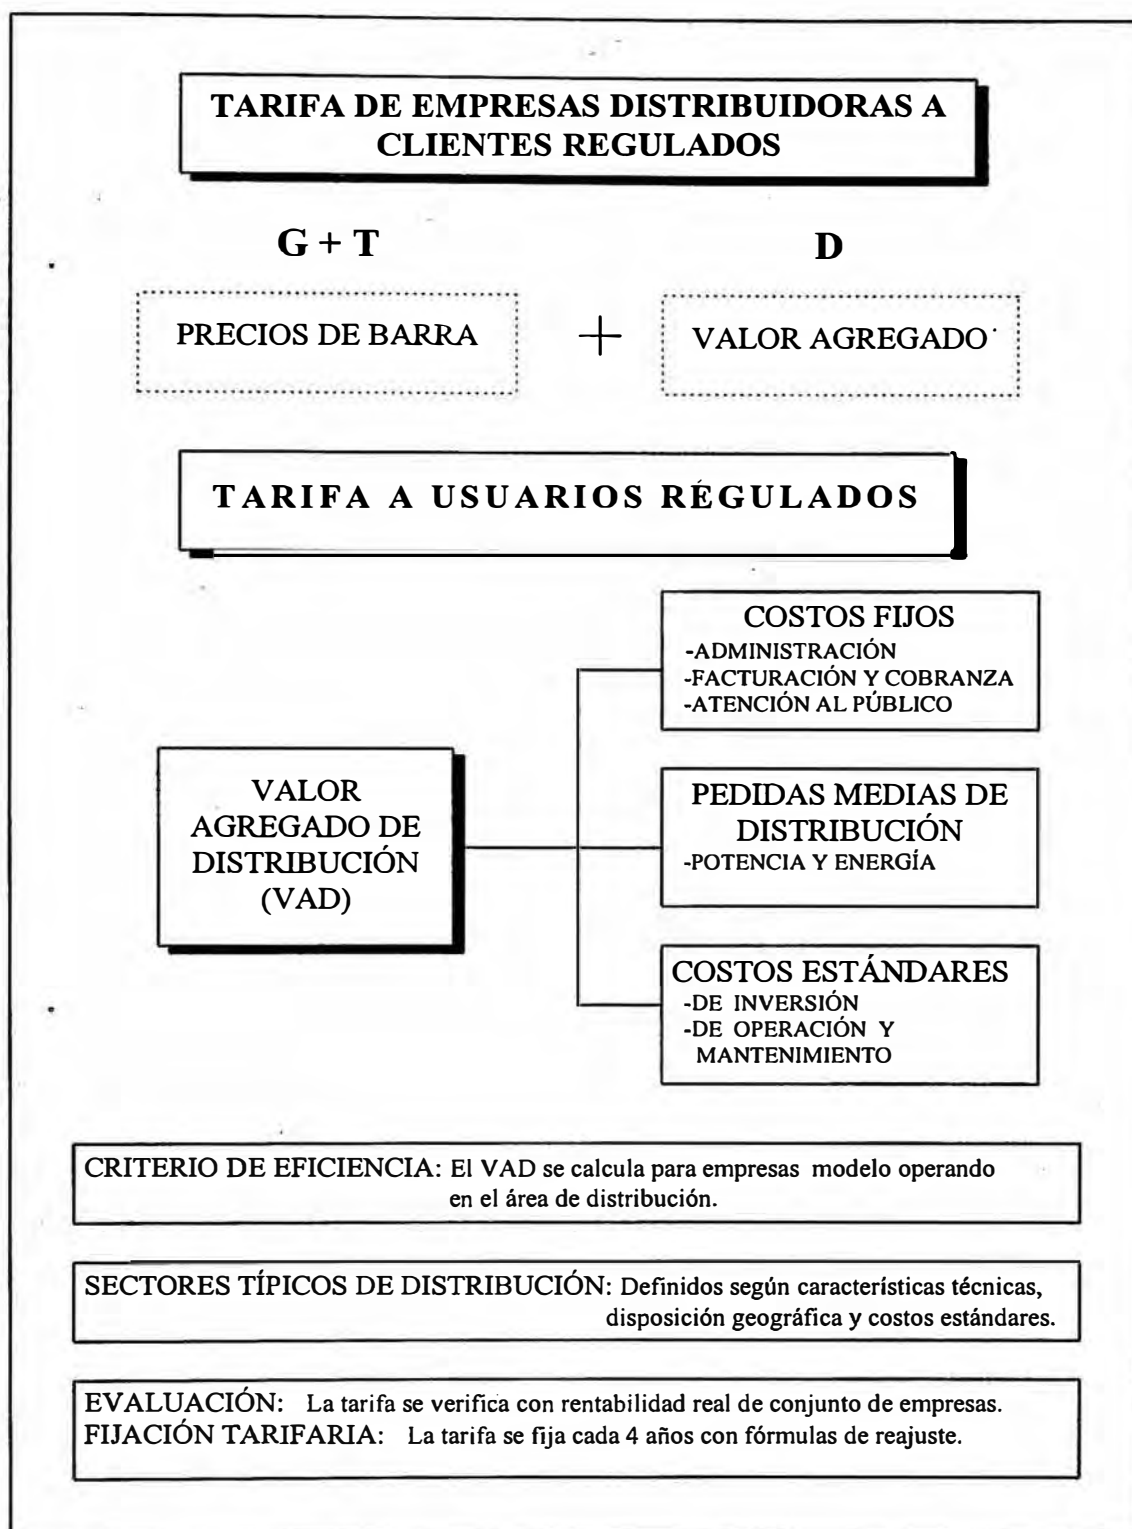 TARIFA DE EMPRESAS DISTRIBUIDORAS A
CLIENTES REGULADOS
G + T
D
PRECIOS DE BARRA
+
VALOR AGREGADO
TARIFA A USUARIOS RÉGULADOS
COSTOS FIJOS
-ADMINISTRACIÓN
-FACTURACIÓN Y COBRANZA
-ATENCIÓN AL PÚBLICO
VALOR
AGREGADO DE
DISTRIBUCIÓN
(VAD)
PEDIDAS MEDIAS DE
DISTRIBUCIÓN
-POTENCIA Y ENERGÍA
COSTOS ESTÁNDARES
-DE INVERSIÓN
-DE OPERACIÓN Y
MANTENIMIENTO
CRITERIO DE EFICIENCIA: El VAD se calcula para empresas modelo operando
en el área de distribución.
SECTORES TÍPICOS DE DISTRIBUCIÓN: Definidos según características técnicas,
disposición geográfica y costos estándares.
EVALUACIÓN: La tarifa se verifica con rentabilidad real de conjunto de empresas.
FIJACIÓN TARIFARIA: La tarifa se fija cada 4 años con fórmulas de reajuste.